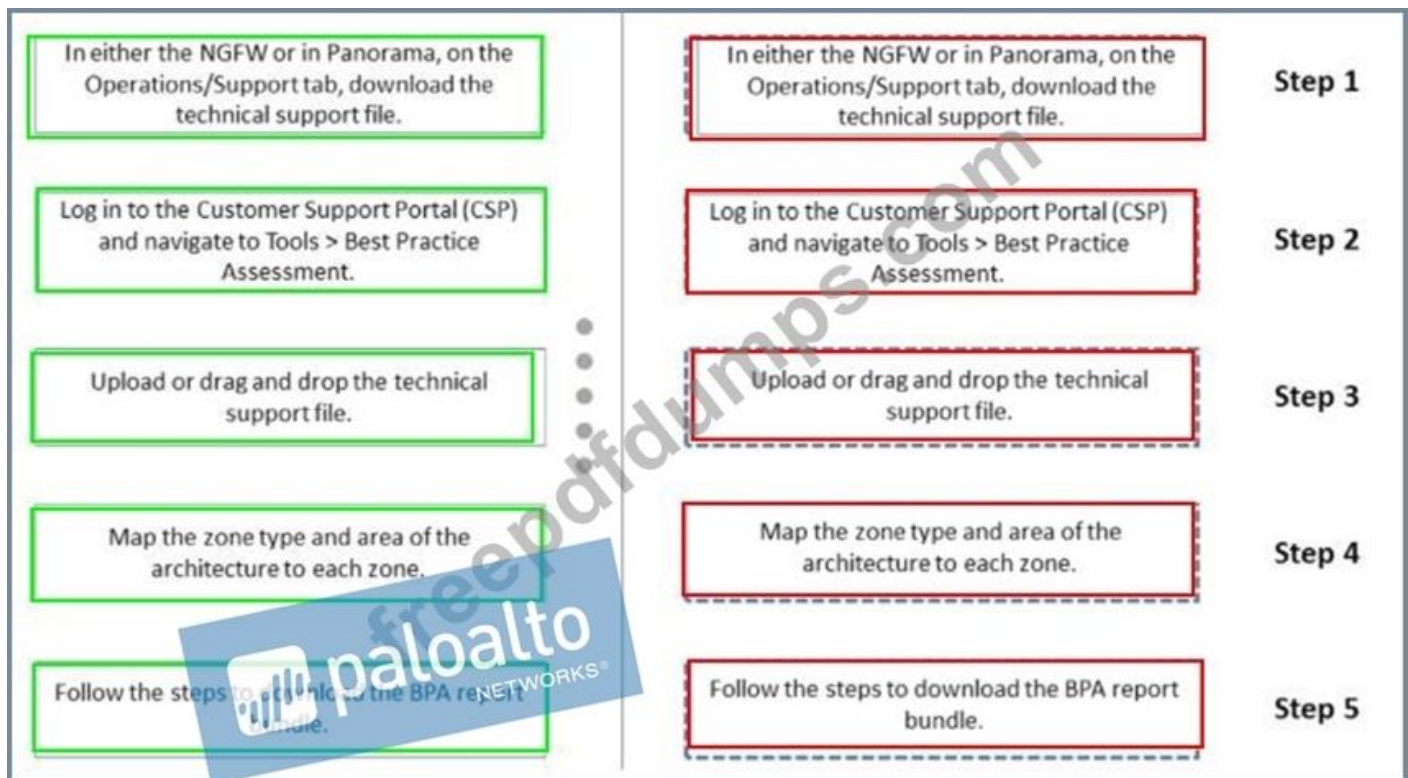 In either the NGFW or in Panorama, on the
Operations/Support tab, download the
technical support file.
Log in to the Customer Support Portal (CSP)
and navigate to Tools > Best Practice
Assessment.
Upload or drag and drop the technical
support file.
Map the zone type and area of the
architecture to each zone.
Follow the steps to download the BPA report
bundle.
In either the NGFW or in Panorama, on the
Operations/Support tab, download the
technical support file.
Step 1
Log in to the Customer Support Portal (CSP)
and navigate to Tools > Best Practice
Assessment.
Step 2
Upload or drag and drop the technical
support file.
Step 3
Map the zone type and area of the
architecture to each zone.
Step 4
Follow the steps to download the BPA report
bundle.
Step 5
freepdfdumps.com
paloalto
NETWORKS®